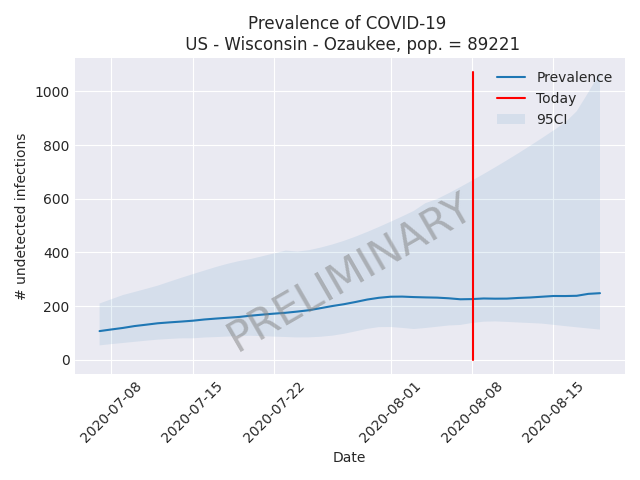 Prevalence of COVID-19
US - Wisconsin - Ozaukee, pop. = 89221
Prevalence
Today
95CI
1000
800
600
400
200
0
# undetected infections
PRELIMINARY
2020-07-08
2020-07-15
2020-07-22
2020-08-01
2020-08-08
2020-08-15
Date